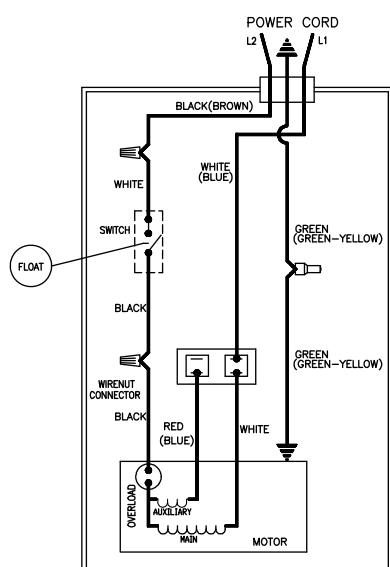 POWER CORD
L2
L1
BLACK(BROWN)
WHITE
(BLUE)
WHITE
SWITCH
GREEN
(GREEN-YELLOW)
FLOAT
BLACK
GREEN
(GREEN-YELLOW)
WIRENUT
CONNECTOR
BLACK
RED
(BLUE)
WHITE
OVERLOAD
AUXILIARY
MAIN
MOTOR